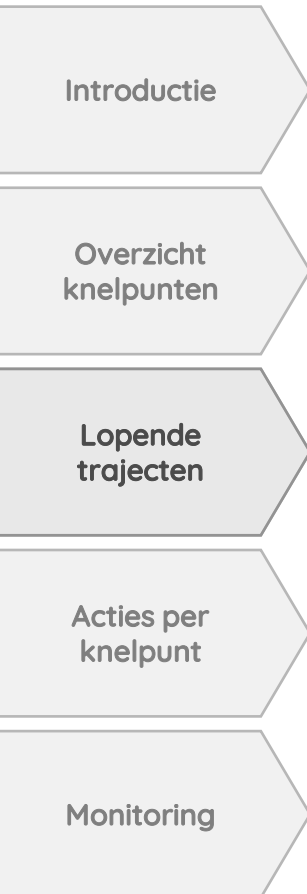 Introductie
Overzicht
knelpunten
Lopende
trajecten
Acties per
knelpunt
Monitoring